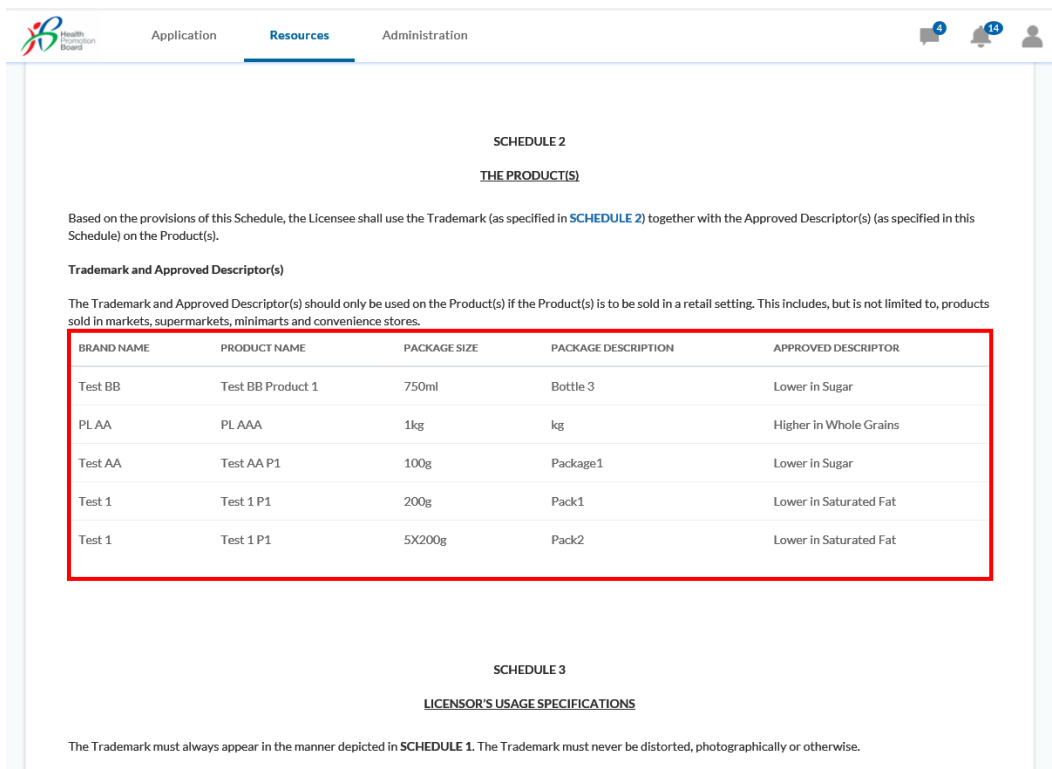 Health
Promotion
Board
Application Resources Administration
4 14
SCHEDULE 2
THE PRODUCT(S)
Based on the provisions of this Schedule, the Licensee shall use the Trademark (as specified in SCHEDULE 2) together with the Approved Descriptor(s) (as specified in this
Schedule) on the Product(s).
Trademark and Approved Descriptor(s)
The Trademark and Approved Descriptor(s) should only be used on the Product(s) if the Product(s) is to be sold in a retail setting. This includes, but is not limited to, products
sold in markets, supermarkets, minimarts and convenience stores.
BRAND NAME PRODUCT NAME PACKAGE SIZE PACKAGE DESCRIPTION APPROVED DESCRIPTOR
Test BB Test BB Product 1 750ml Bottle 3 Lower in Sugar
PL AA PL AAA 1kg kg Higher in Whole Grains
Test AA Test AA P1 100g Package1 Lower in Sugar
Test 1 Test 1 P1 200g Pack1 Lower in Saturated Fat
Test 1 Test 1 P1 5X200g Pack2 Lower in Saturated Fat
SCHEDULE 3
LICENSOR'S USAGE SPECIFICATIONS
The Trademark must always appear in the manner depicted in SCHEDULE 1. The Trademark must never be distorted, photographically or otherwise.